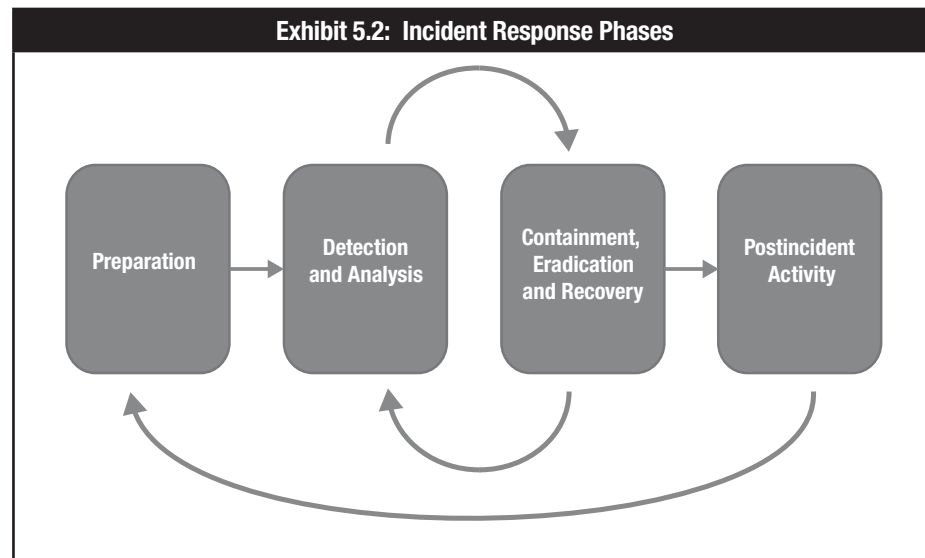 Exhibit 5.2: Incident Response Phases
Preparation
Detection
and Analysis
Containment,
Eradication
and Recovery
Postincident
Activity